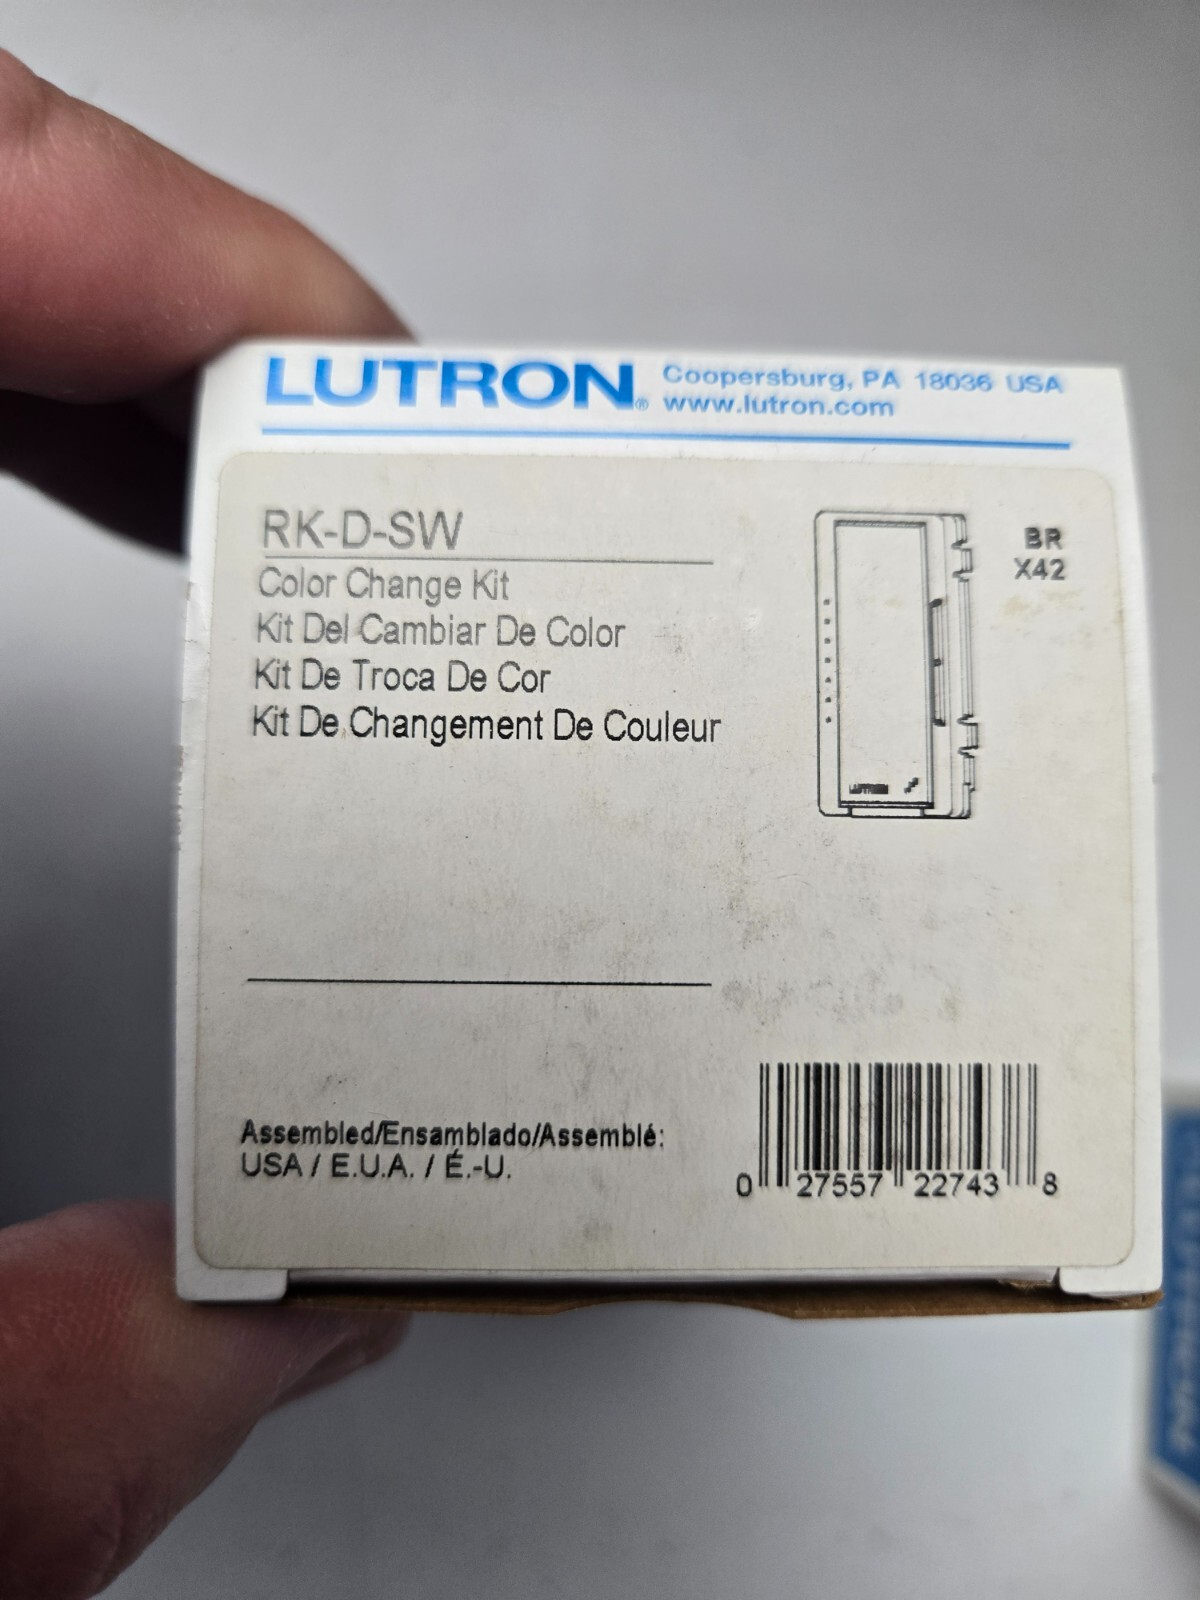 LUTRON® Coopersburg, PA 18036 USA
www.lutron.com
RK-D-SW
Color Change Kit
Kit Del Cambiar De Color
Kit De Troca De Cor
Kit De Changement De Couleur
BR
X42
LUTRON
Assembled/Ensamblado/Assemblé:
USA / E.U.A. / É.-U.
0 27557 22743 8